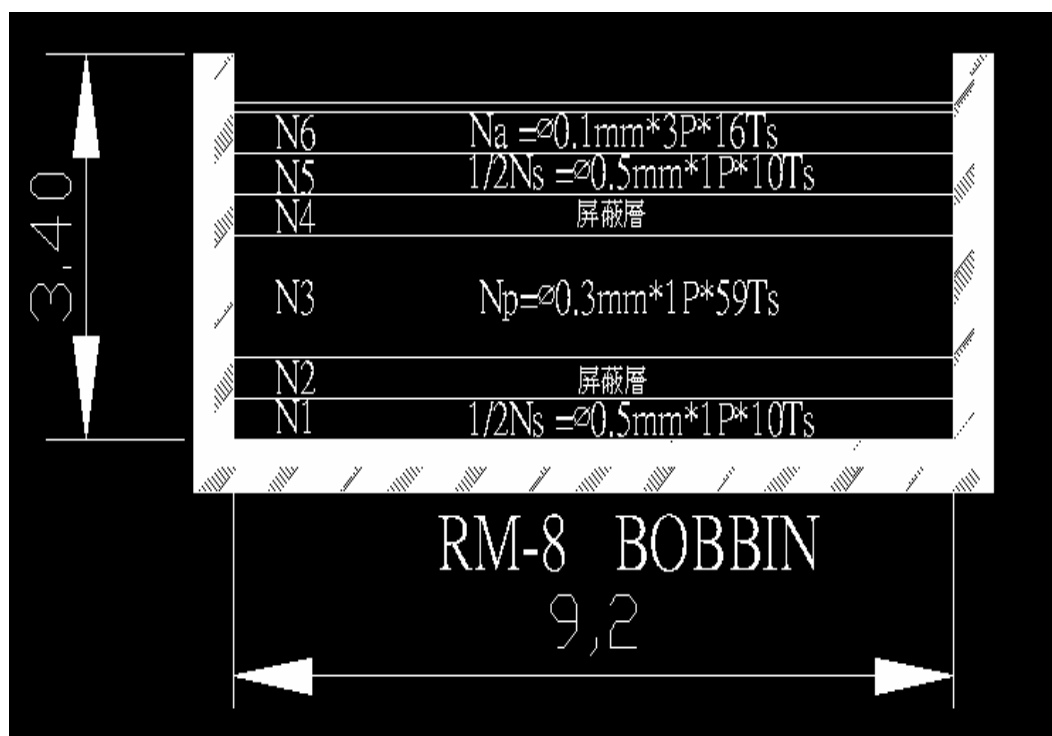 N6 Na =⌀0.1mm*3P*16Ts
N5 1/2Ns =⌀0.5mm*1P*10Ts
N4 屏蔽層
N3 Np=⌀0.3mm*1P*59Ts
N2 屏蔽層
N1 1/2Ns =⌀0.5mm*1P*10Ts
3.40
RM-8 BOBBIN
9,2